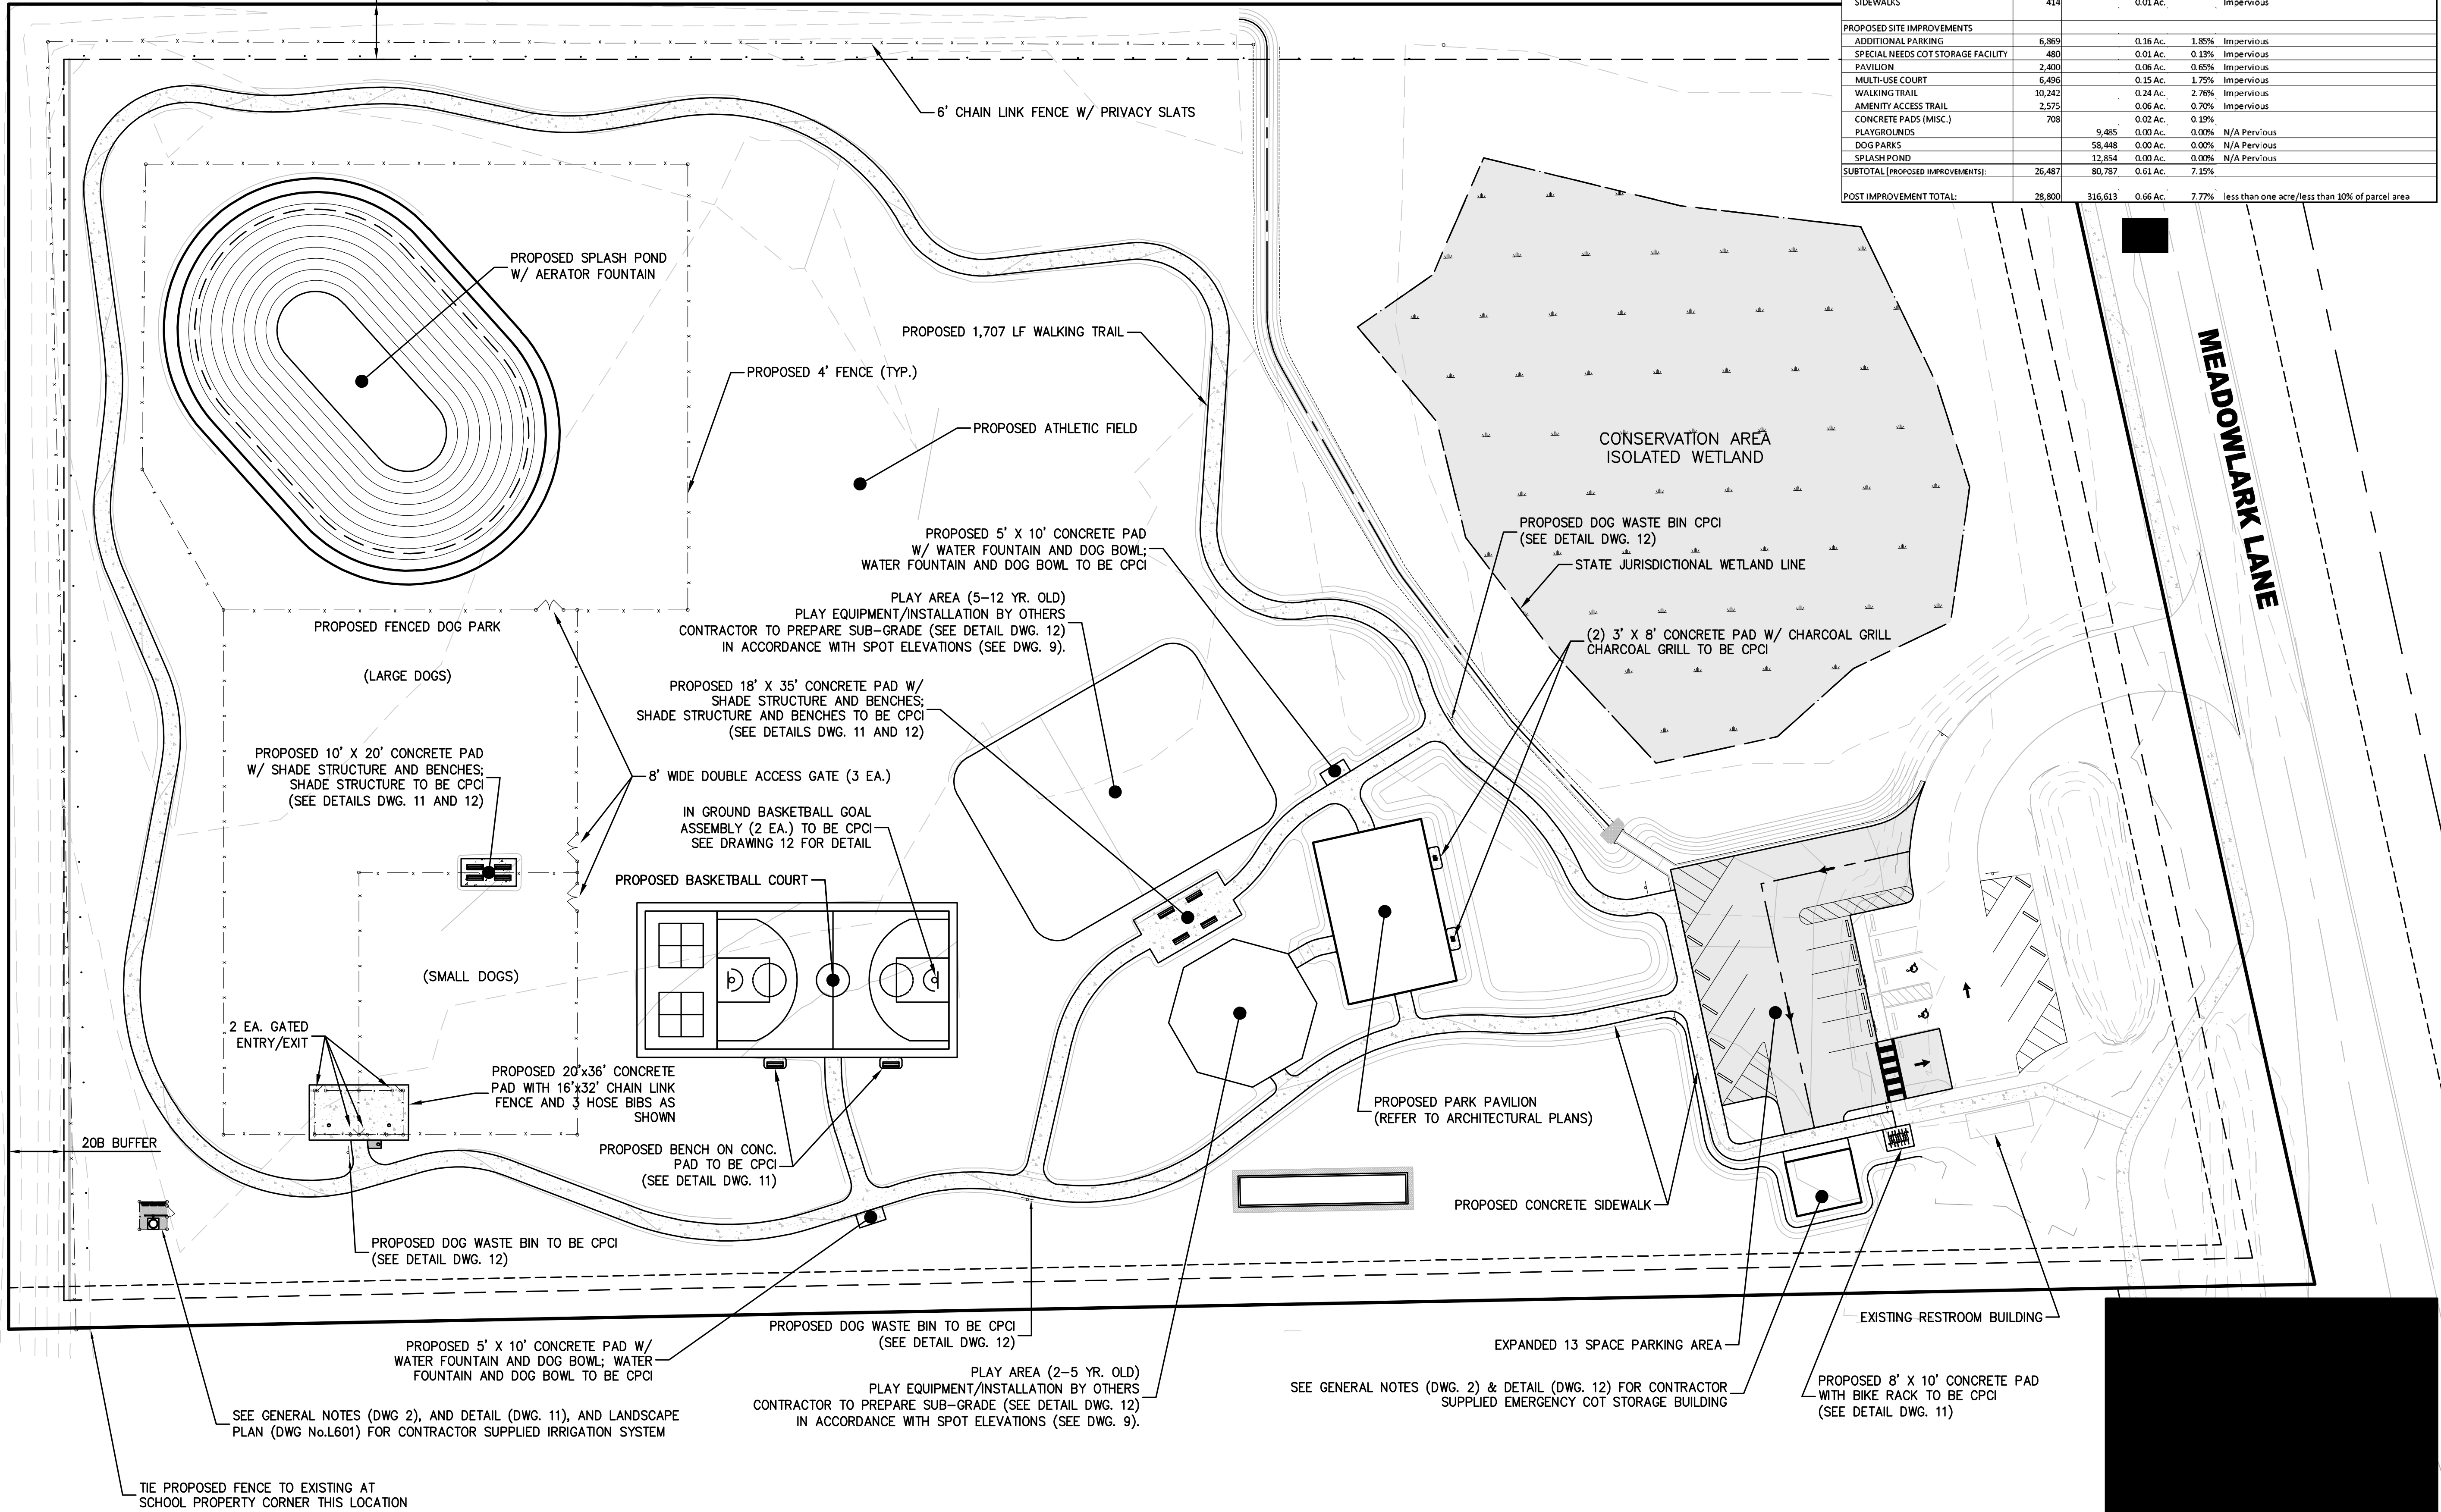 SIDEWALKS 414 0.01 Ac. Impervious
PROPOSED SITE IMPROVEMENTS
ADDITIONAL PARKING 6,869 0.16 Ac. 1.85% Impervious
SPECIAL NEEDS COT STORAGE FACILITY 480 0.01 Ac. 0.13% Impervious
PAVILION 2,400 0.06 Ac. 0.65% Impervious
MULTI-USE COURT 6,496 0.15 Ac. 1.75% Impervious
WALKING TRAIL 10,242 0.24 Ac. 2.76% Impervious
AMENITY ACCESS TRAIL 2,575 0.06 Ac. 0.70% Impervious
CONCRETE PADS (MISC.) 708 0.02 Ac. 0.19%
PLAYGROUNDS 9,485 0.00 Ac. 0.00% N/A Pervious
DOG PARKS 58,448 0.00 Ac. 0.00% N/A Pervious
SPLASH POND 12,854 0.00 Ac. 0.00% N/A Pervious
SUBTOTAL [PROPOSED IMPROVEMENTS]: 26,487 80,787 0.61 Ac. 7.15%
POST IMPROVEMENT TOTAL: 28,800 316,613 0.66 Ac. 7.77% less than one acre/less than 10% of parcel area
6' CHAIN LINK FENCE W/ PRIVACY SLATS
PROPOSED SPLASH POND
W/ AERATOR FOUNTAIN
PROPOSED 1,707 LF WALKING TRAIL
PROPOSED 4' FENCE (TYP.)
PROPOSED ATHLETIC FIELD
CONSERVATION AREA
ISOLATED WETLAND
MEADOWLARK LANE
PROPOSED 5' X 10' CONCRETE PAD
W/ WATER FOUNTAIN AND DOG BOWL;
WATER FOUNTAIN AND DOG BOWL TO BE CPCI
PROPOSED DOG WASTE BIN CPCI
(SEE DETAIL DWG. 12)
STATE JURISDICTIONAL WETLAND LINE
PLAY AREA (5-12 YR. OLD)
PLAY EQUIPMENT/INSTALLATION BY OTHERS
CONTRACTOR TO PREPARE SUB-GRADE (SEE DETAIL DWG. 12)
IN ACCORDANCE WITH SPOT ELEVATIONS (SEE DWG. 9).
(2) 3' X 8' CONCRETE PAD W/ CHARCOAL GRILL
CHARCOAL GRILL TO BE CPCI
PROPOSED FENCED DOG PARK
(LARGE DOGS)
PROPOSED 18' X 35' CONCRETE PAD W/
SHADE STRUCTURE AND BENCHES;
SHADE STRUCTURE AND BENCHES TO BE CPCI
(SEE DETAILS DWG. 11 AND 12)
PROPOSED 10' X 20' CONCRETE PAD
W/ SHADE STRUCTURE AND BENCHES;
SHADE STRUCTURE TO BE CPCI
(SEE DETAILS DWG. 11 AND 12)
8' WIDE DOUBLE ACCESS GATE (3 EA.)
IN GROUND BASKETBALL GOAL
ASSEMBLY (2 EA.) TO BE CPCI
SEE DRAWING 12 FOR DETAIL
PROPOSED BASKETBALL COURT
(SMALL DOGS)
2 EA. GATED
ENTRY/EXIT
PROPOSED 20'x36' CONCRETE
PAD WITH 16'x32' CHAIN LINK
FENCE AND 3 HOSE BIBS AS
SHOWN
20B BUFFER
PROPOSED BENCH ON CONC.
PAD TO BE CPCI
(SEE DETAIL DWG. 11)
PROPOSED PARK PAVILION
(REFER TO ARCHITECTURAL PLANS)
PROPOSED CONCRETE SIDEWALK
PROPOSED DOG WASTE BIN TO BE CPCI
(SEE DETAIL DWG. 12)
PROPOSED 5' X 10' CONCRETE PAD W/
WATER FOUNTAIN AND DOG BOWL; WATER
FOUNTAIN AND DOG BOWL TO BE CPCI
PROPOSED DOG WASTE BIN TO BE CPCI
(SEE DETAIL DWG. 12)
PLAY AREA (2-5 YR. OLD)
PLAY EQUIPMENT/INSTALLATION BY OTHERS
CONTRACTOR TO PREPARE SUB-GRADE (SEE DETAIL DWG. 12)
IN ACCORDANCE WITH SPOT ELEVATIONS (SEE DWG. 9).
EXPANDED 13 SPACE PARKING AREA
EXISTING RESTROOM BUILDING
SEE GENERAL NOTES (DWG. 2) & DETAIL (DWG. 12) FOR CONTRACTOR
SUPPLIED EMERGENCY COT STORAGE BUILDING
PROPOSED 8' X 10' CONCRETE PAD
WITH BIKE RACK TO BE CPCI
(SEE DETAIL DWG. 11)
SEE GENERAL NOTES (DWG 2), AND DETAIL (DWG. 11), AND LANDSCAPE
PLAN (DWG No.L601) FOR CONTRACTOR SUPPLIED IRRIGATION SYSTEM
TIE PROPOSED FENCE TO EXISTING AT
SCHOOL PROPERTY CORNER THIS LOCATION